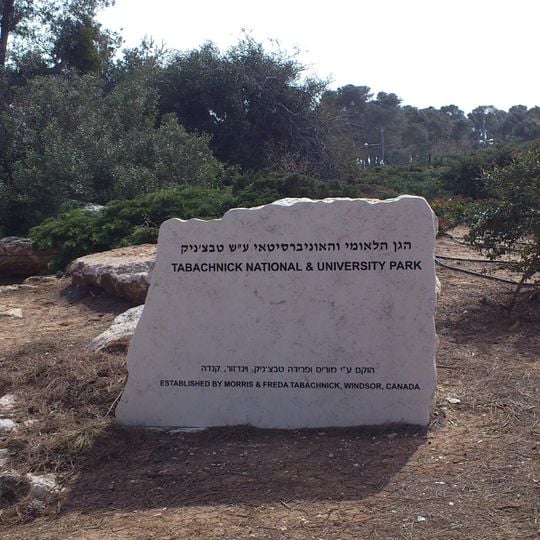 הגן הלאומי והאוניברסיטאי ע״ש טבצ׳ניק
TABACHNICK NATIONAL & UNIVERSITY PARK
הוקם ע״י מוריס ופרידה טבצ׳ניק, וינדזור, קנדה
ESTABLISHED BY MORRIS & FREDA TABACHNICK, WINDSOR, CANADA